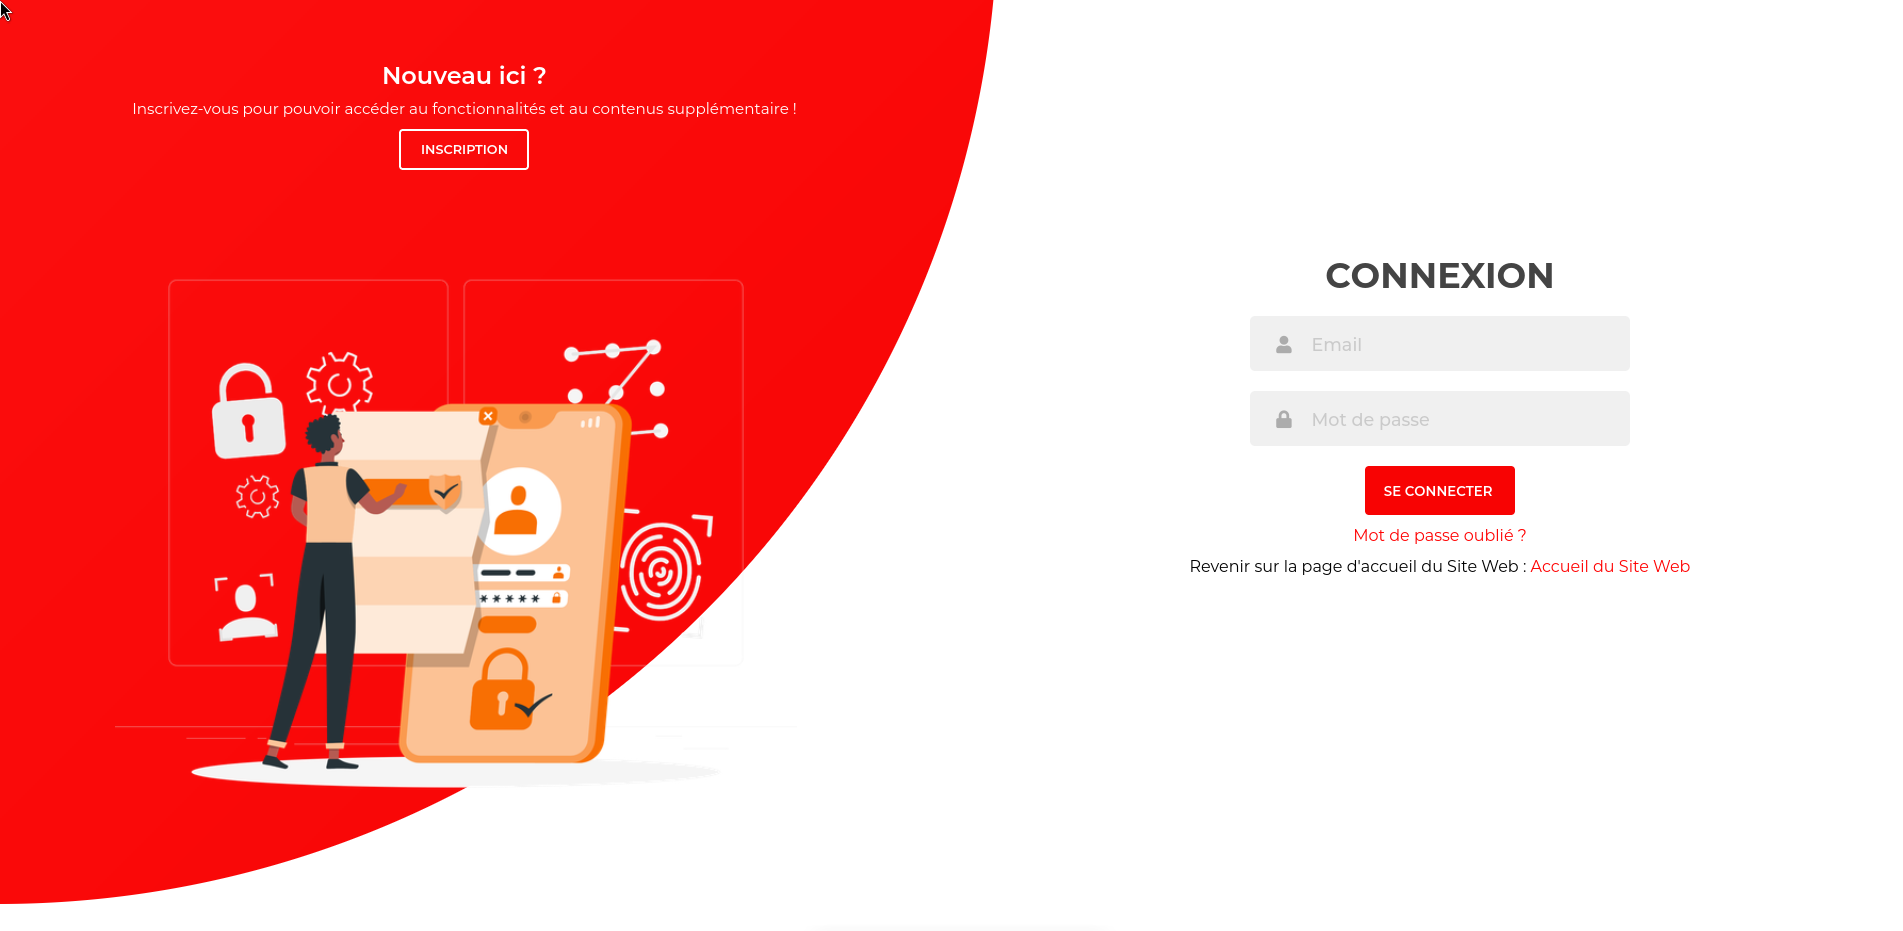 Nouveau ici ?
Inscrivez-vous pour pouvoir accéder au fonctionnalités et au contenus supplémentaire !
INSCRIPTION
CONNEXION
Email
Mot de passe
SE CONNECTER
Mot de passe oublié ?
Revenir sur la page d'accueil du Site Web : Accueil du Site Web